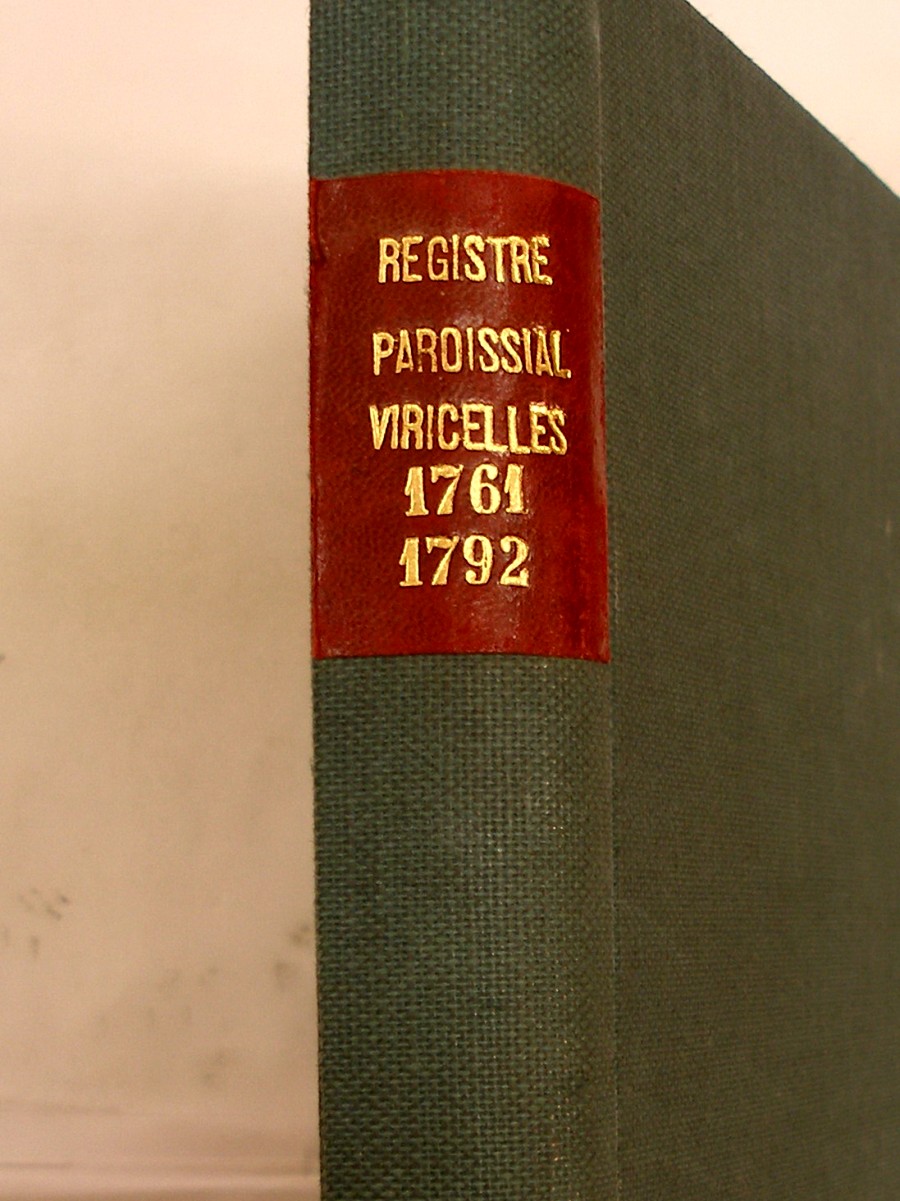 REGISTRE
PAROISSIAL
VIRICELLES
1761
1792